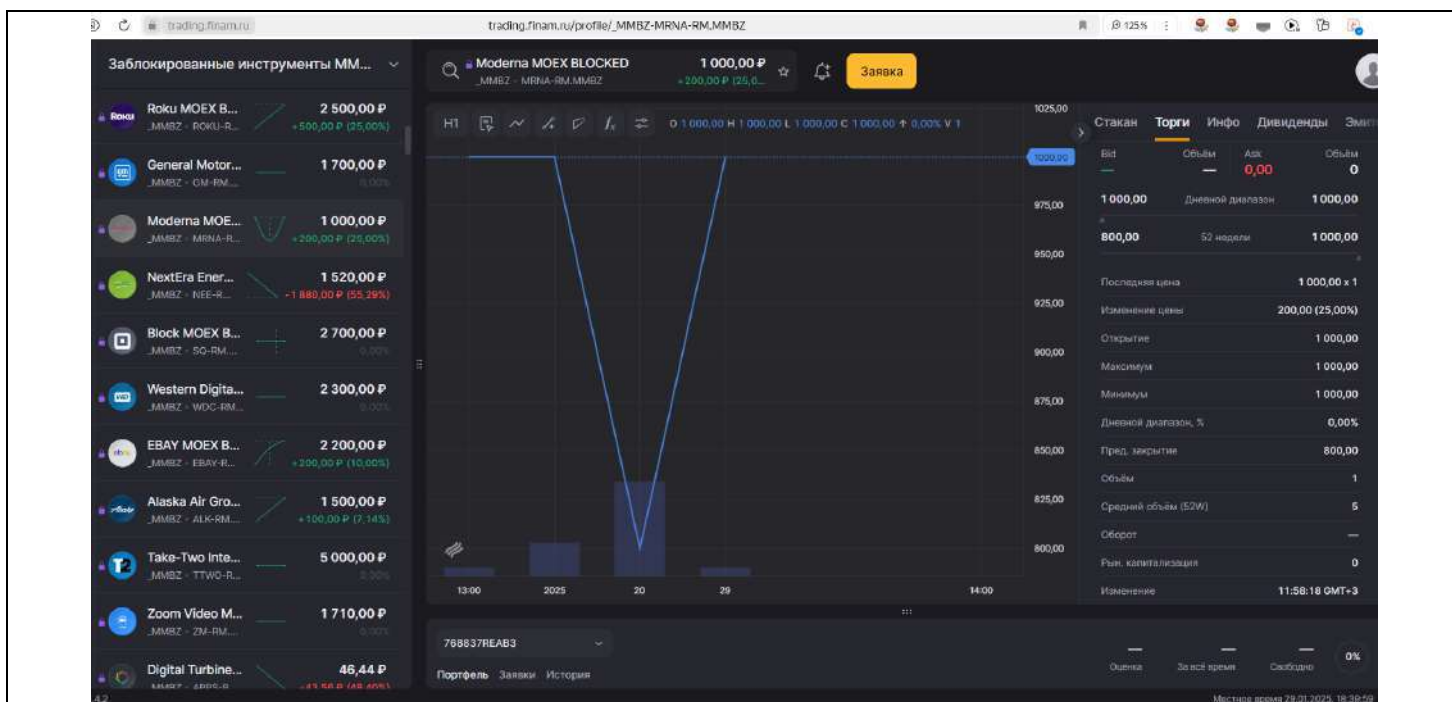 trading.finam.ru
trading.finam.ru/profile/_MMBZ-MRNA-RM.MMBZ
125%
Заблокированные инструменты ММ...
Roku MOEX B...
2 500,00 ₽
_MMBZ · ROKU-R...
+500,00 ₽ (25,00%)
General Motor...
1 700,00 ₽
_MMBZ · GM-RM....
0,00%
Moderna MOE...
1 000,00 ₽
_MMBZ · MRNA-R...
+200,00 ₽ (25,00%)
NextEra Ener...
1 520,00 ₽
_MMBZ · NEE-R...
-1 880,00 ₽ (55,29%)
Block MOEX B...
2 700,00 ₽
_MMBZ · SQ-RM....
0,00%
Western Digita...
2 300,00 ₽
_MMBZ · WDC-RM...
0,00%
EBAY MOEX B...
2 200,00 ₽
_MMBZ · EBAY-R...
+200,00 ₽ (10,00%)
Alaska Air Gro...
1 500,00 ₽
_MMBZ · ALK-RM....
+100,00 ₽ (7,14%)
Take-Two Inte...
5 000,00 ₽
_MMBZ · TTWO-R...
0,00%
Zoom Video M...
1 710,00 ₽
_MMBZ · ZM-RM....
0,00%
Digital Turbine...
46,44 ₽
_MMBZ · APPS-R...
Moderna MOEX BLOCKED
1 000,00 ₽
_MMBZ · MRNA-RM.MMBZ
+200,00 ₽ (25,0...
Заявка
H1
O 1 000,00 H 1 000,00 L 1 000,00 C 1 000,00 ↑ 0,00% V 1
1025,00
1000,00
975,00
950,00
925,00
900,00
875,00
850,00
825,00
800,00
13:00 2025 20 29 14:00
Стакан Торги Инфо Дивиденды Эмит
Bid Объём Ask Объём
— — 0,00 0
1 000,00 Дневной диапазон 1 000,00
800,00 52 недели 1 000,00
Последняя цена 1 000,00 x 1
Изменение цены 200,00 (25,00%)
Открытие 1 000,00
Максимум 1 000,00
Минимум 1 000,00
Дневной диапазон, % 0,00%
Пред. закрытие 800,00
Объём 1
Средний объём (52W) 5
Оборот —
Рын. капитализация 0
Изменение 11:58:18 GMT+3
768837REAB3
Портфель Заявки История
Оценка За всё время Свободно 0%
Местное время 29.01.2025, 18:39:59